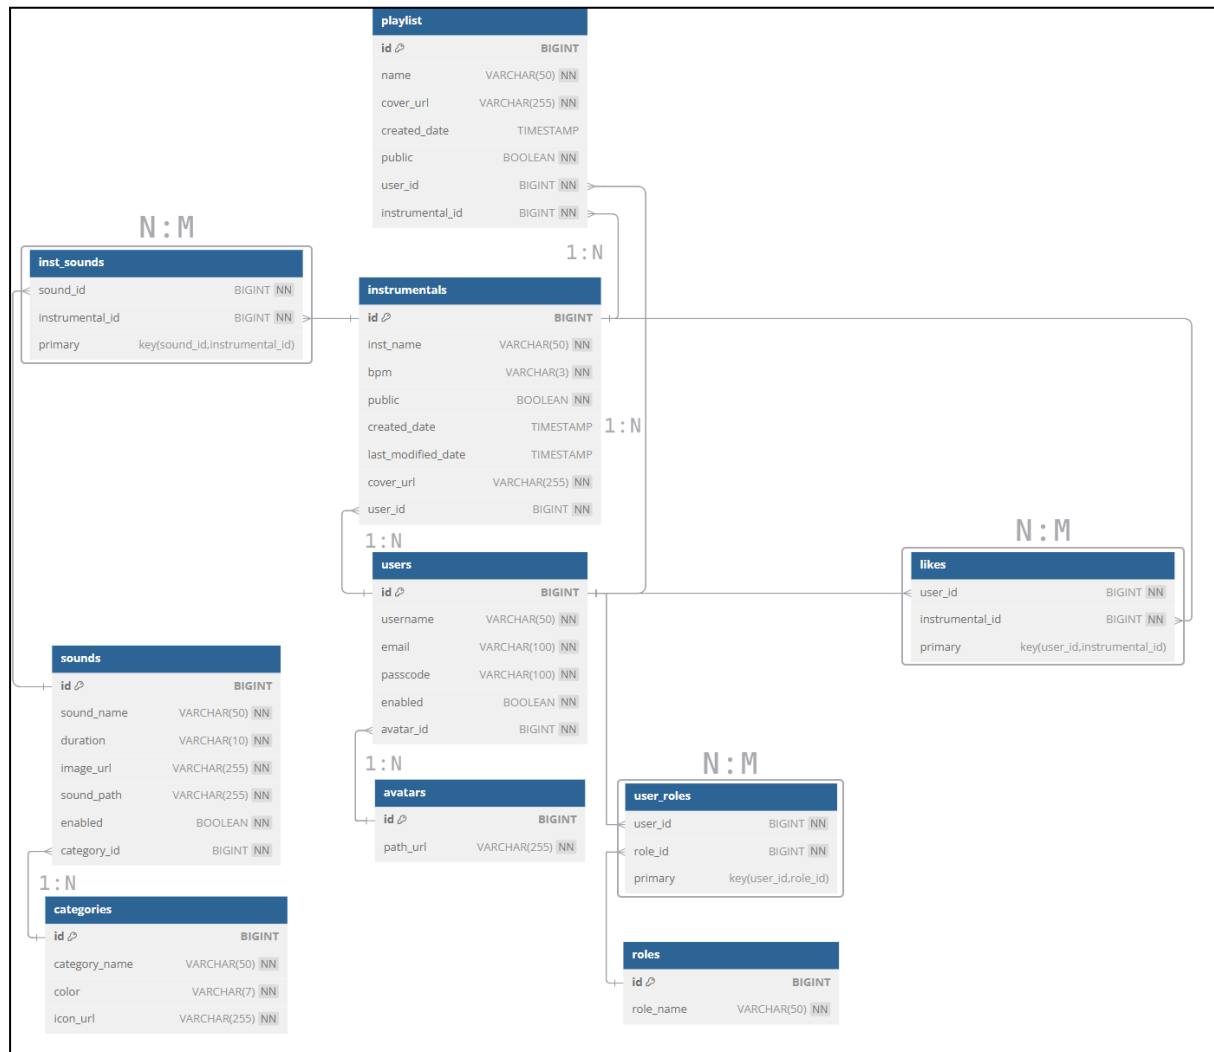 playlist
id BIGINT
name VARCHAR(50) NN
cover_url VARCHAR(255) NN
created_date TIMESTAMP
public BOOLEAN NN
user_id BIGINT NN
instrumental_id BIGINT NN
1:N
N:M
inst_sounds
sound_id BIGINT NN
instrumental_id BIGINT NN
primary key(sound_id,instrumental_id)
instrumentals
id BIGINT
inst_name VARCHAR(50) NN
bpm VARCHAR(3) NN
public BOOLEAN NN
created_date TIMESTAMP
last_modified_date TIMESTAMP
cover_url VARCHAR(255) NN
user_id BIGINT NN
1:N
1:N
users
id BIGINT
username VARCHAR(50) NN
email VARCHAR(100) NN
passcode VARCHAR(100) NN
enabled BOOLEAN NN
avatar_id BIGINT NN
1:N
N:M
likes
user_id BIGINT NN
instrumental_id BIGINT NN
primary key(user_id,instrumental_id)
sounds
id BIGINT
sound_name VARCHAR(50) NN
duration VARCHAR(10) NN
image_url VARCHAR(255) NN
sound_path VARCHAR(255) NN
enabled BOOLEAN NN
category_id BIGINT NN
1:N
avatars
id BIGINT
path_url VARCHAR(255) NN
N:M
user_roles
user_id BIGINT NN
role_id BIGINT NN
primary key(user_id,role_id)
categories
id BIGINT
category_name VARCHAR(50) NN
color VARCHAR(7) NN
icon_url VARCHAR(255) NN
roles
id BIGINT
role_name VARCHAR(50) NN